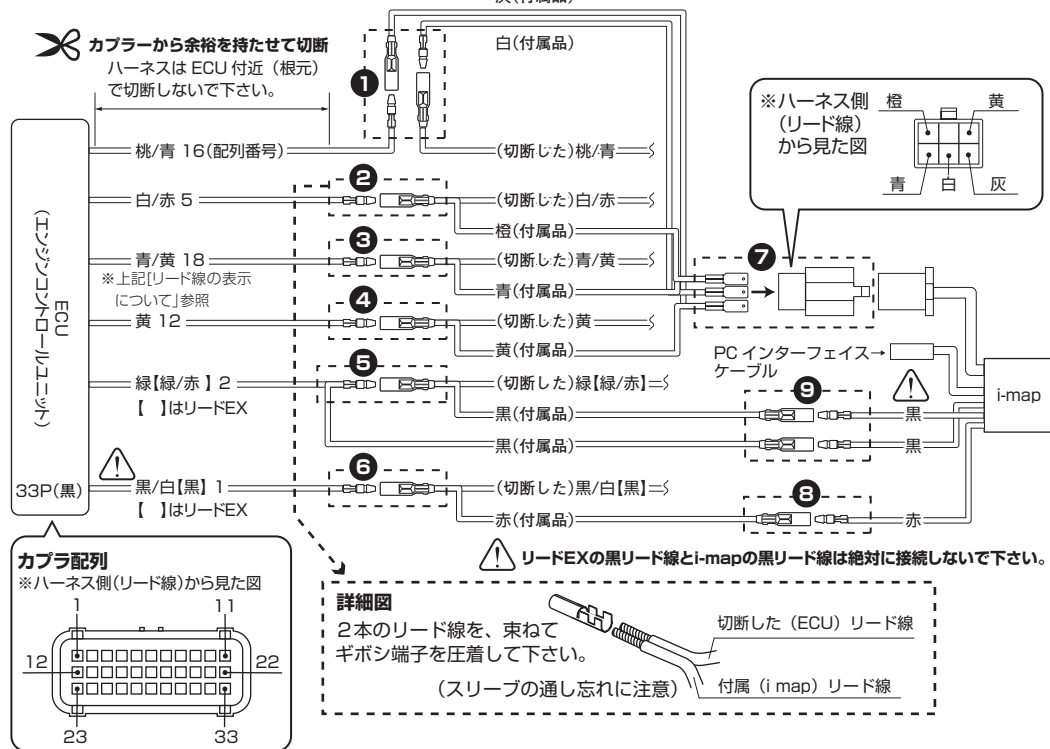 灰(付属品)
カプラーから余裕を持たせて切断
ハーネスは ECU 付近（根元）
で切断しないで下さい。
白(付属品)
1
※ハーネス側
(リード線)
から見た図
橙
黄
青
白
灰
ECU
(エンジンコントロールユニット)
33P(黒)
桃/青 16(配列番号)
(切断した)桃/青
2
白/赤 5
(切断した)白/赤
橙(付属品)
3
青/黄 18
(切断した)青/黄
※上記[リード線の表示
について」参照
青(付属品)
7
4
黄 12
(切断した)黄
黄(付属品)
PC インターフェイス→
ケーブル
i-map
5
緑【緑/赤 】2
【　】はリードEX
(切断した)緑【緑/赤】
9
黒(付属品)
黒
黒(付属品)
黒
6
黒/白【黒】 1
【　】はリードEX
(切断した)黒/白【黒】
8
赤(付属品)
赤
リードEXの黒リード線とi-mapの黒リード線は絶対に接続しないで下さい。
カプラ配列
※ハーネス側(リード線)から見た図
1
11
12
22
23
33
詳細図
２本のリード線を、束ねて
ギボシ端子を圧着して下さい。
（スリーブの通し忘れに注意）
切断した（ECU）リード線
付属（i map）リード線